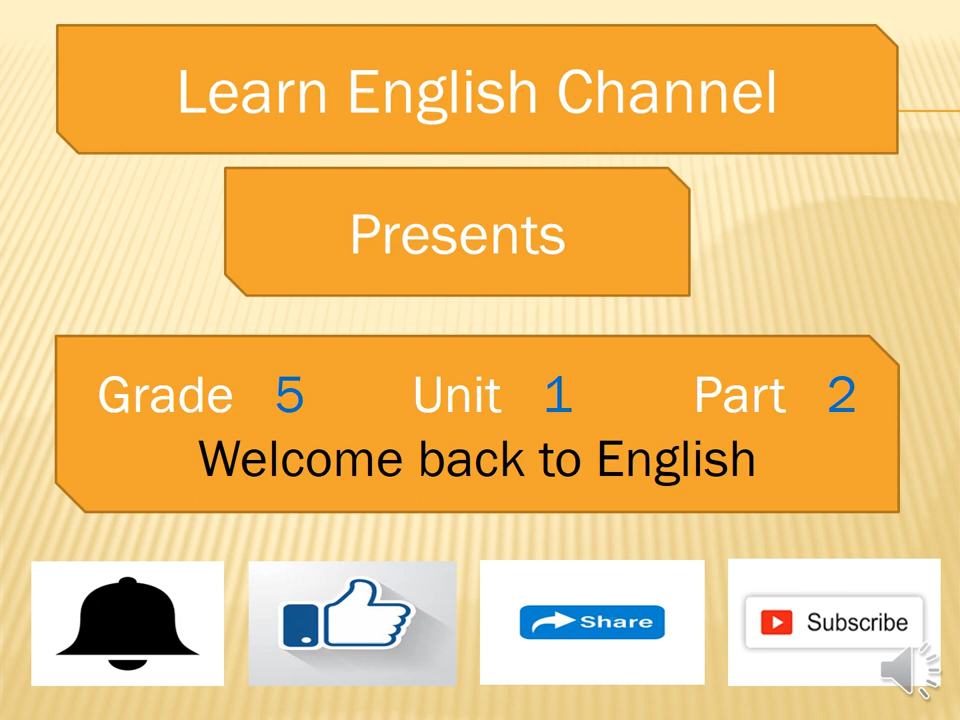 Learn English Channel
Presents
Grade 5 Unit 1 Part 2
Welcome back to English
Share
Subscribe